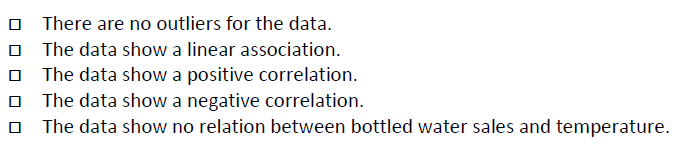 □ There are no outliers for the data.
□ The data show a linear association.
□ The data show a positive correlation.
□ The data show a negative correlation.
□ The data show no relation between bottled water sales and temperature.